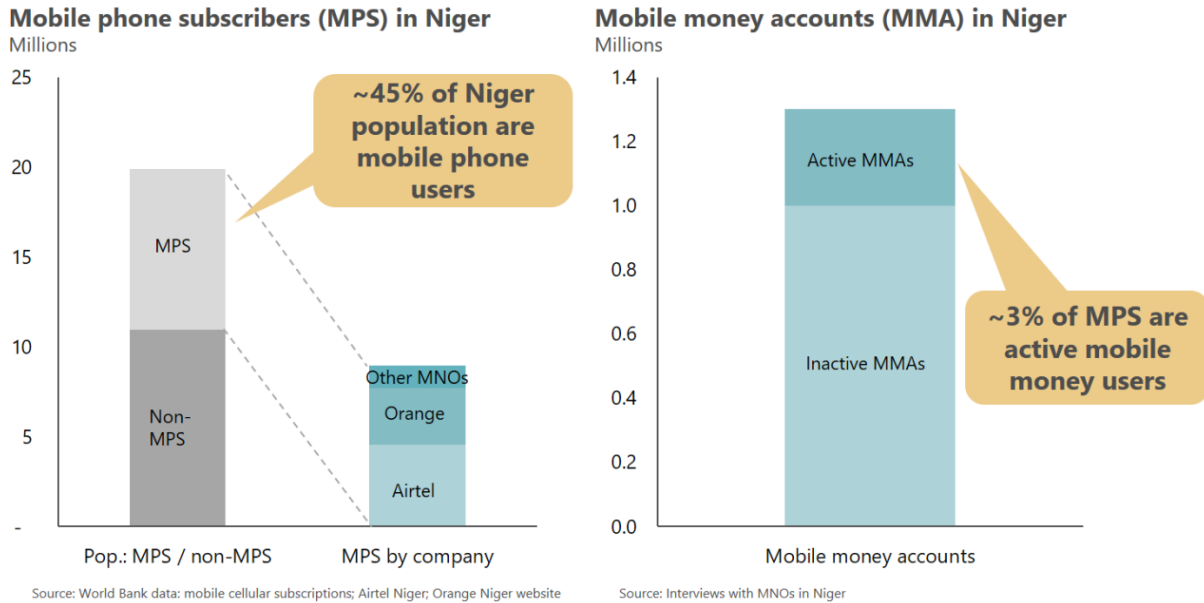 Mobile phone subscribers (MPS) in Niger
Millions
25
20
15
10
5
-
~45% of Niger
population are
mobile phone
users
MPS
Non-
MPS
Other MNOs
Orange
Airtel
Pop.: MPS / non-MPS
MPS by company
Source: World Bank data: mobile cellular subscriptions; Airtel Niger; Orange Niger website
Mobile money accounts (MMA) in Niger
Millions
1.4
1.2
1.0
0.8
0.6
0.4
0.2
0.0
Active MMAs
Inactive MMAs
~3% of MPS are
active mobile
money users
Mobile money accounts
Source: Interviews with MNOs in Niger